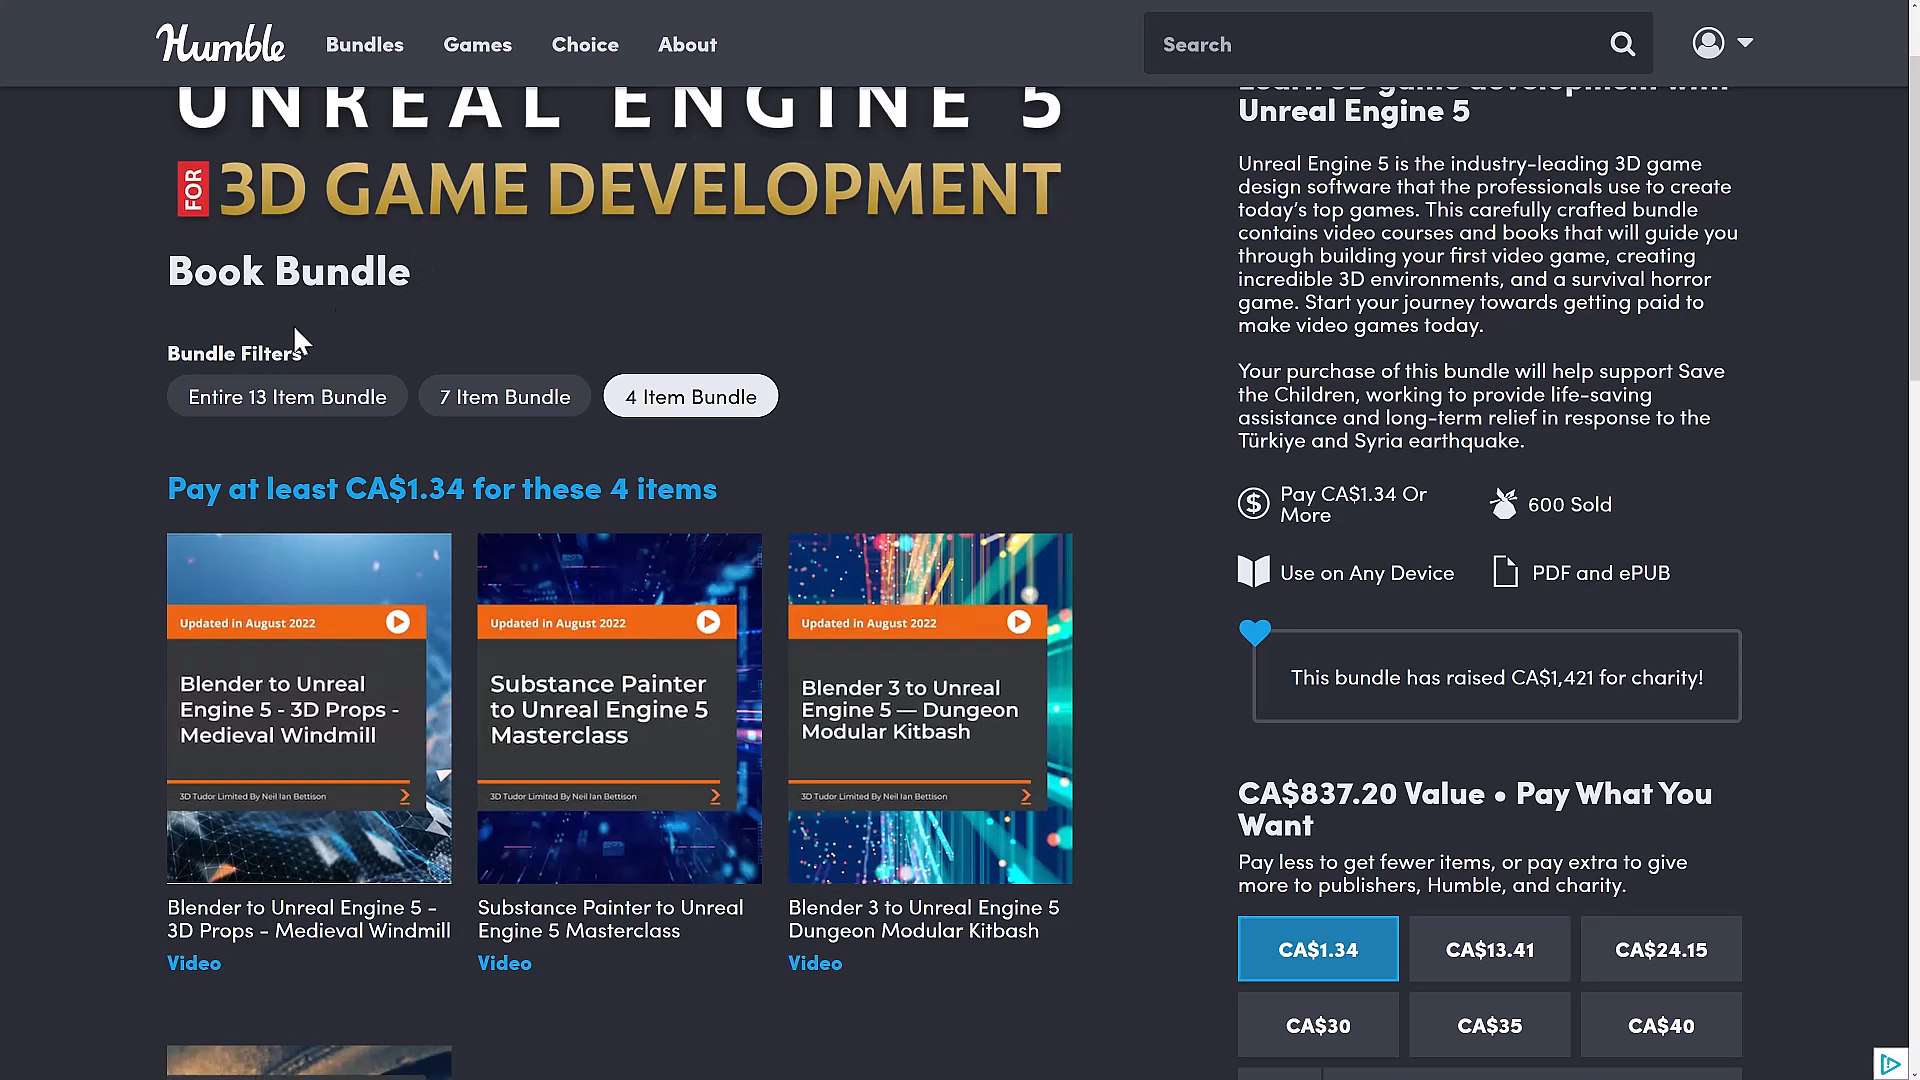 Humble
Bundles
Games
Choice
About
Search
UNREAL ENGINE 5
FOR 3D GAME DEVELOPMENT
Book Bundle
Bundle Filters
Entire 13 Item Bundle
7 Item Bundle
4 Item Bundle
Pay at least CA$1.34 for these 4 items
Updated in August 2022
Blender to Unreal
Engine 5 - 3D Props -
Medieval Windmill
3D Tudor Limited By Neil Ian Bettison
Updated in August 2022
Substance Painter
to Unreal Engine 5
Masterclass
3D Tudor Limited By Neil Ian Bettison
Updated in August 2022
Blender 3 to Unreal
Engine 5 — Dungeon
Modular Kitbash
3D Tudor Limited By Neil Ian Bettison
Blender to Unreal Engine 5 -
3D Props - Medieval Windmill
Video
Substance Painter to Unreal
Engine 5 Masterclass
Video
Blender 3 to Unreal Engine 5
Dungeon Modular Kitbash
Video
Learn 3D game development with
Unreal Engine 5
Unreal Engine 5 is the industry-leading 3D game
design software that the professionals use to create
today's top games. This carefully crafted bundle
contains video courses and books that will guide you
through building your first video game, creating
incredible 3D environments, and a survival horror
game. Start your journey towards getting paid to
make video games today.
Your purchase of this bundle will help support Save
the Children, working to provide life-saving
assistance and long-term relief in response to the
Türkiye and Syria earthquake.
Pay CA$1.34 Or
More
600 Sold
Use on Any Device
PDF and ePUB
This bundle has raised CA$1,421 for charity!
CA$837.20 Value • Pay What You
Want
Pay less to get fewer items, or pay extra to give
more to publishers, Humble, and charity.
CA$1.34
CA$13.41
CA$24.15
CA$30
CA$35
CA$40